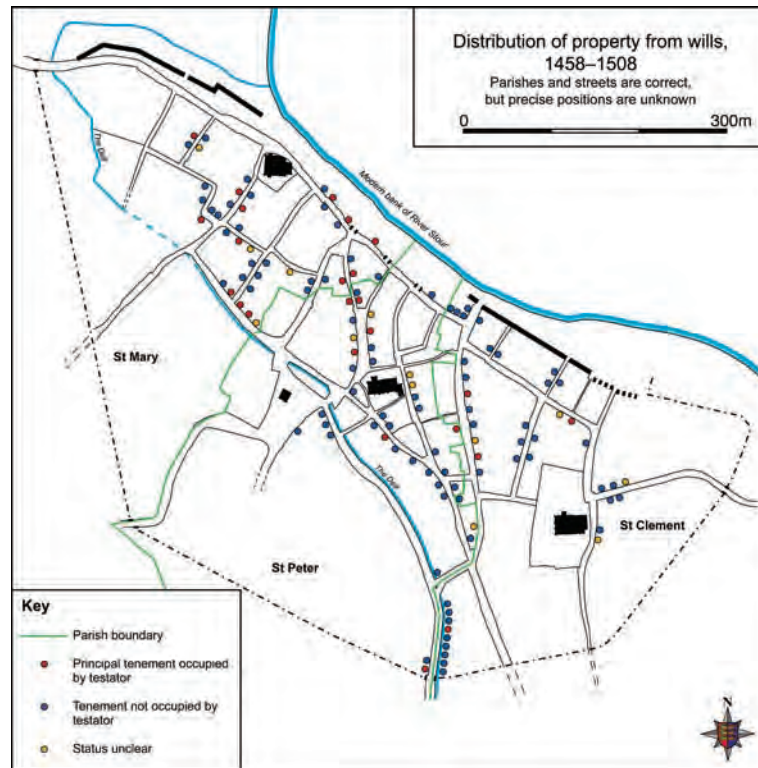 Distribution of property from wills,
1458–1508
Parishes and streets are correct,
but precise positions are unknown
0 300m
The Delf
Modern bank of River Stour
St Mary
The Delf
St Peter
St Clement
Key
Parish boundary
Principal tenement occupied
by testator
Tenement not occupied by
testator
Status unclear
N